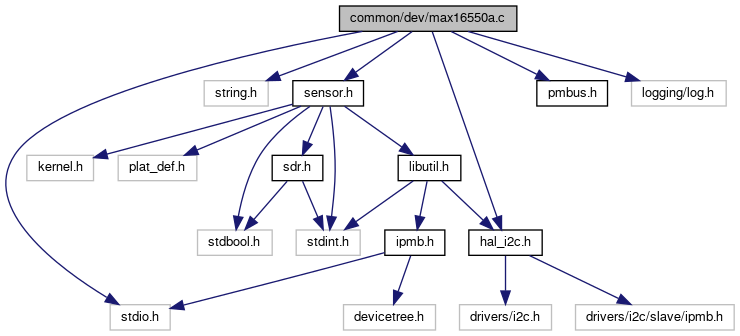 common/dev/max16550a.c
string.h
sensor.h
pmbus.h
logging/log.h
kernel.h
plat_def.h
sdr.h
libutil.h
stdbool.h
stdint.h
ipmb.h
hal_i2c.h
stdio.h
devicetree.h
drivers/i2c.h
drivers/i2c/slave/ipmb.h